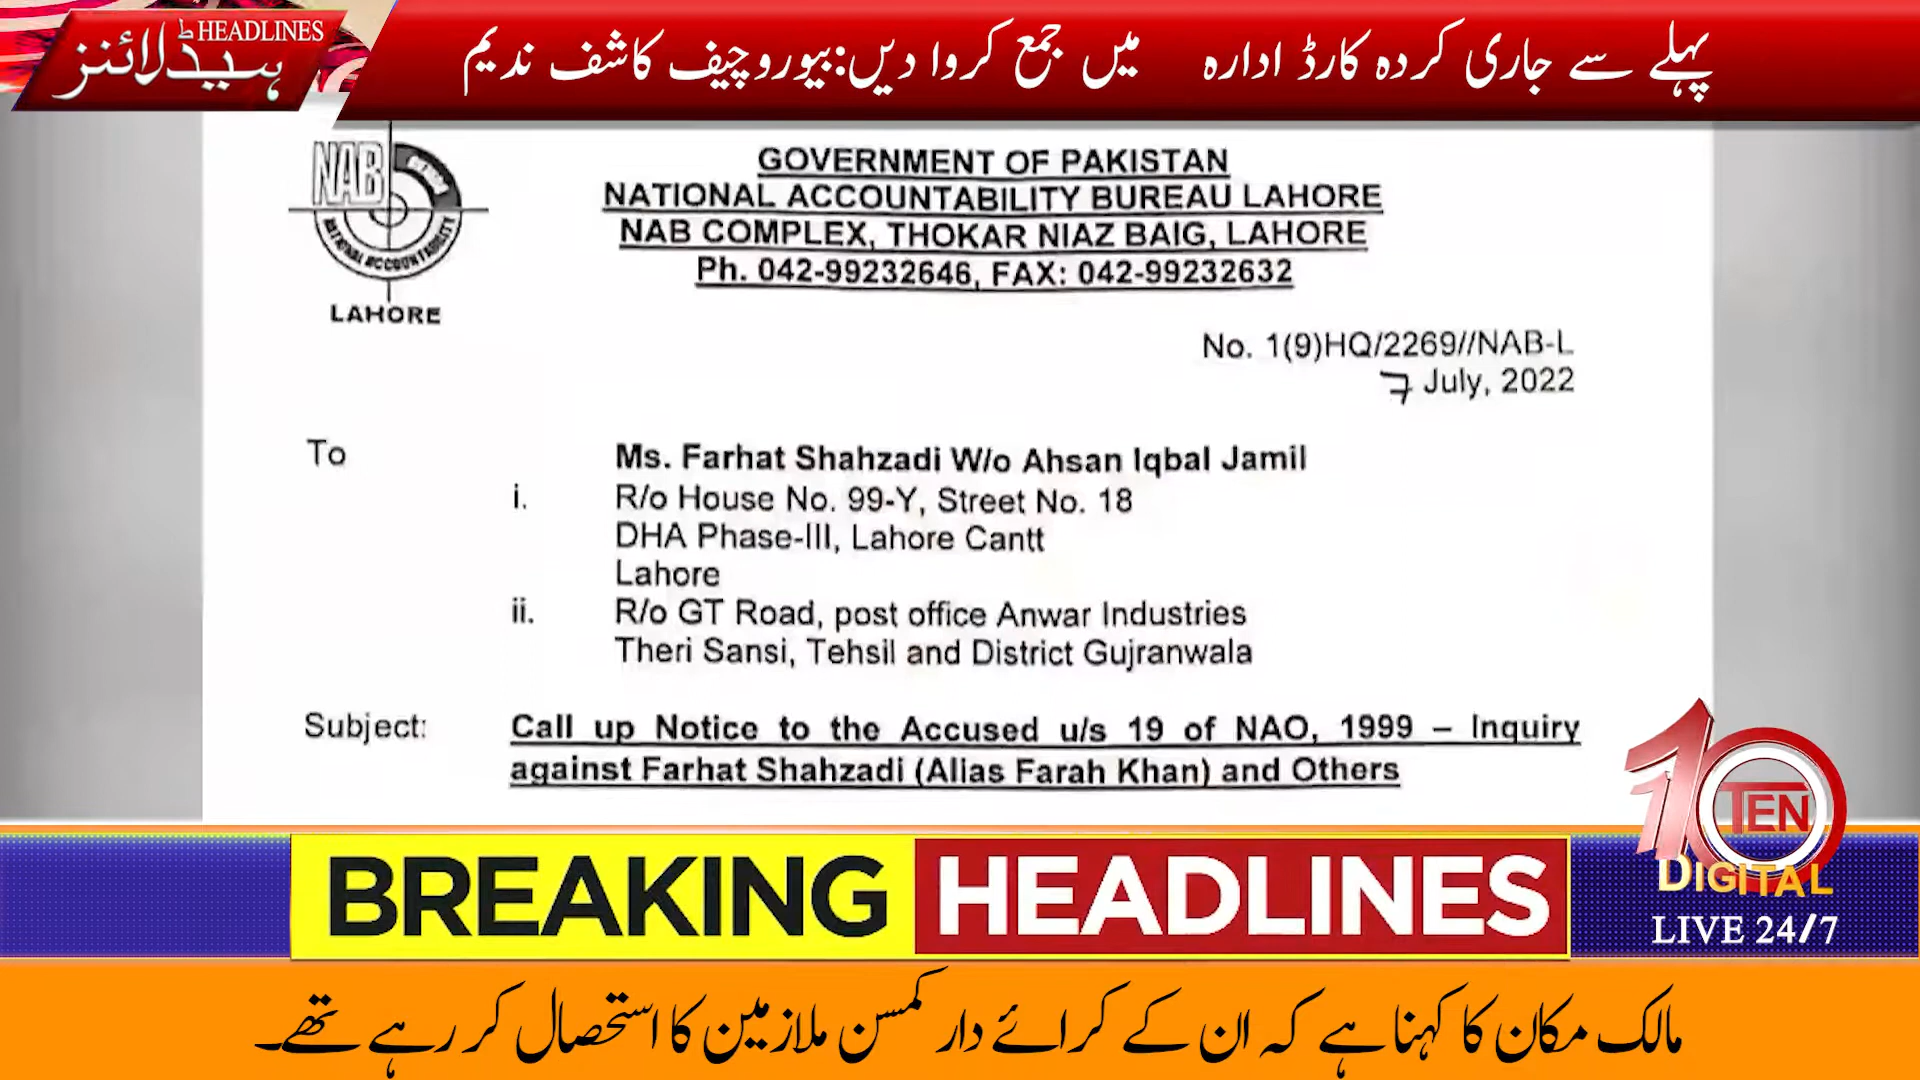 HEADLINES
ہیڈلائنز
پہلے سے جاری کردہ کارڈ ادارہ میں جمع کروا دیں:بیورو چیف کاشف ندیم
NAB
NATIONAL ACCOUNTABILITY
LAHORE
GOVERNMENT OF PAKISTAN
NATIONAL ACCOUNTABILITY BUREAU LAHORE
NAB COMPLEX, THOKAR NIAZ BAIG, LAHORE
Ph. 042-99232646, FAX: 042-99232632
No. 1(9)HQ/2269//NAB-L
7 July, 2022
To
Ms. Farhat Shahzadi W/o Ahsan Iqbal Jamil
i. R/o House No. 99-Y, Street No. 18
DHA Phase-III, Lahore Cantt
Lahore
ii. R/o GT Road, post office Anwar Industries
Theri Sansi, Tehsil and District Gujranwala
Subject: Call up Notice to the Accused u/s 19 of NAO, 1999 – Inquiry
against Farhat Shahzadi (Alias Farah Khan) and Others
10 TEN
DIGITAL
LIVE 24/7
BREAKING HEADLINES
مالک مکان کا کہنا ہے کہ ان کے کرائے دار کمسن ملازمین کا استحصال کر رہے تھے۔